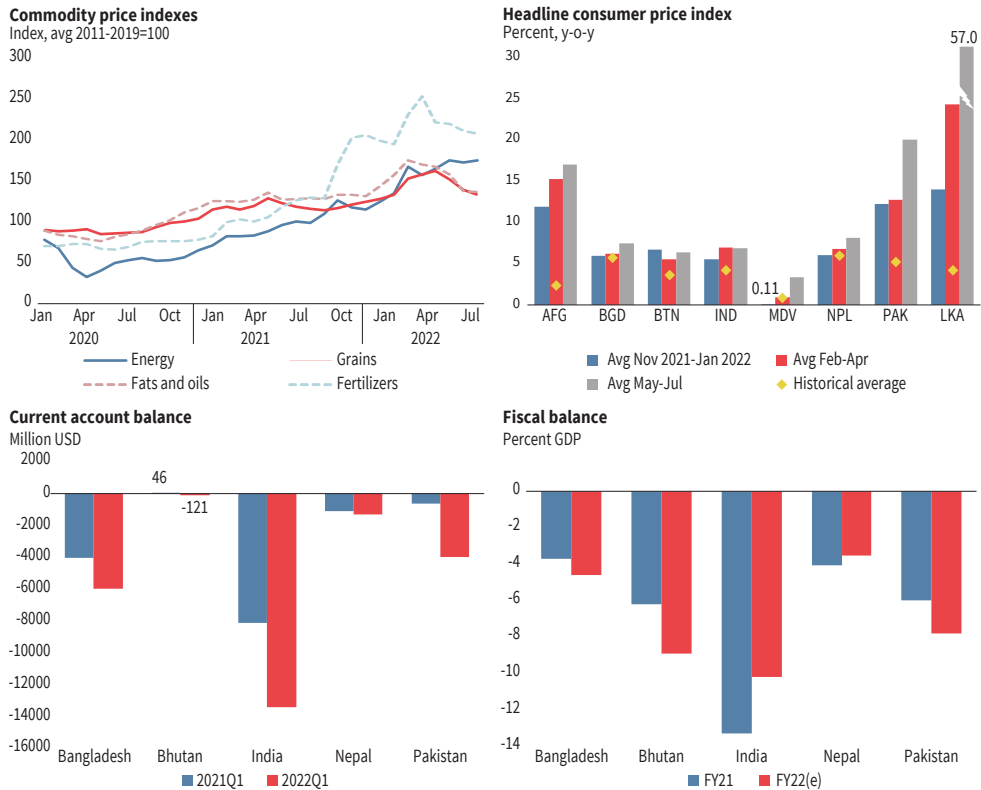 Commodity price indexes
Index, avg 2011-2019=100
300
250
200
150
100
50
0
Jan Apr Jul Oct Jan Apr Jul Oct Jan Apr Jul
2020 2021 2022
Energy Grains
Fats and oils Fertilizers
Headline consumer price index
Percent, y-o-y
57.0
30
25
20
15
10
5
0
0.11
AFG BGD BTN IND MDV NPL PAK LKA
Avg Nov 2021-Jan 2022 Avg Feb-Apr
Avg May-Jul Historical average
Current account balance
Million USD
2000
0
-2000
-4000
-6000
-8000
-10000
-12000
-14000
-16000
46
-121
Bangladesh Bhutan India Nepal Pakistan
2021Q1 2022Q1
Fiscal balance
Percent GDP
0
-2
-4
-6
-8
-10
-12
-14
Bangladesh Bhutan India Nepal Pakistan
FY21 FY22(e)